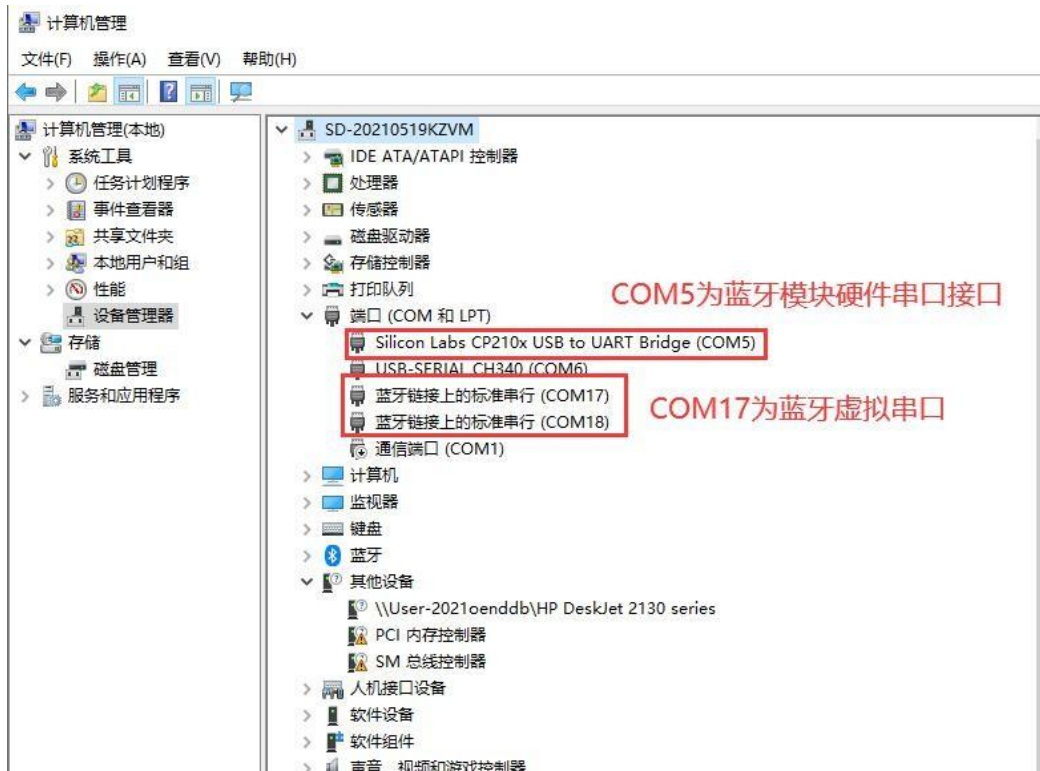 计算机管理
文件(F) 操作(A) 查看(V) 帮助(H)
计算机管理(本地)
系统工具
任务计划程序
事件查看器
共享文件夹
本地用户和组
性能
设备管理器
存储
磁盘管理
服务和应用程序
SD-20210519KZVM
IDE ATA/ATAPI 控制器
处理器
传感器
磁盘驱动器
存储控制器
打印队列
端口 (COM 和 LPT)
COM5为蓝牙模块硬件串口接口
Silicon Labs CP210x USB to UART Bridge (COM5)
USB-SERIAL CH340 (COM6)
蓝牙链接上的标准串行 (COM17)
蓝牙链接上的标准串行 (COM18)
COM17为蓝牙虚拟串口
通信端口 (COM1)
计算机
监视器
键盘
蓝牙
其他设备
\\User-2021oenddb\HP DeskJet 2130 series
PCI 内存控制器
SM 总线控制器
人机接口设备
软件设备
软件组件
声音、视频和游戏控制器